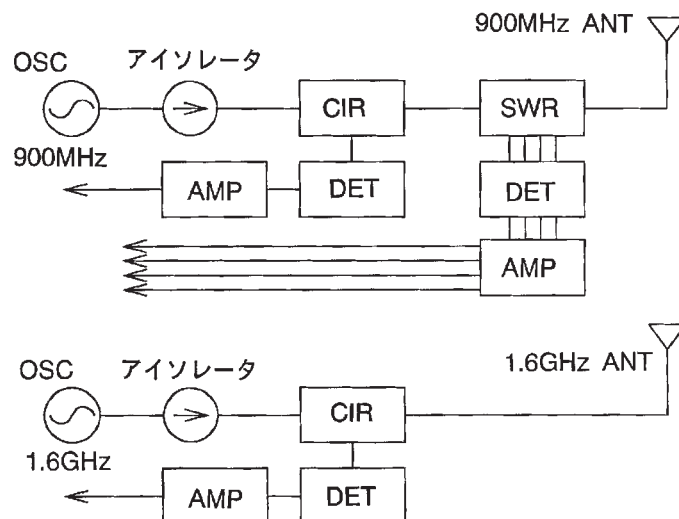 900MHz ANT
OSC アイソレータ
CIR SWR
900MHz
AMP DET DET
AMP
1.6GHz ANT
OSC アイソレータ
CIR
1.6GHz
AMP DET